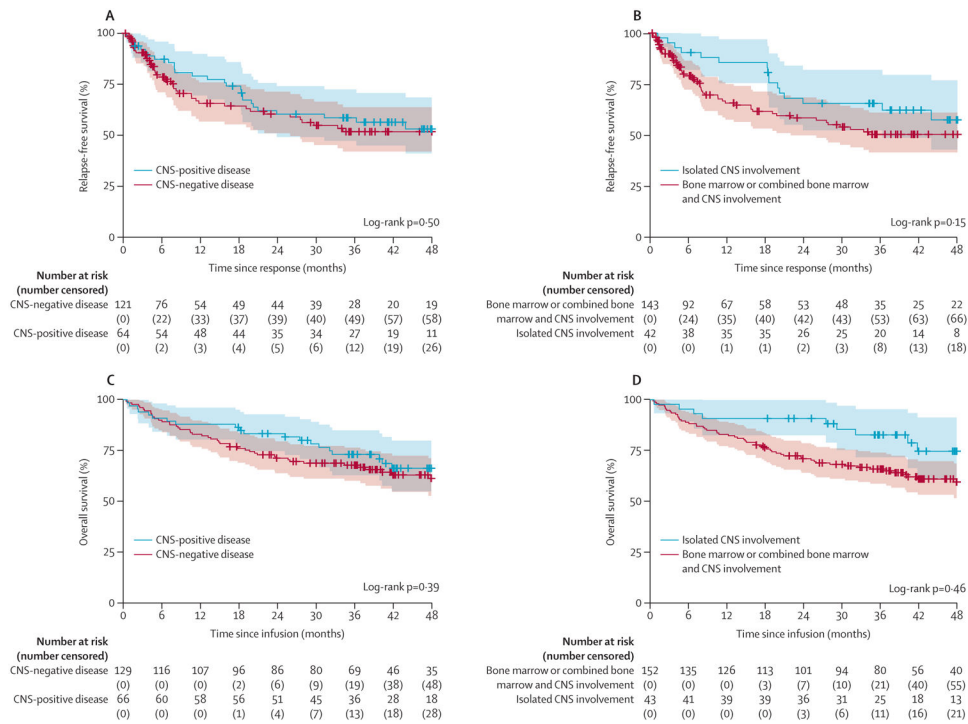 A
Relapse-free survival (%)
100
75
50
25
0
CNS-positive disease
CNS-negative disease
Log-rank p=0·50
0 6 12 18 24 30 36 42 48
Time since response (months)
Number at risk
(number censored)
CNS-negative disease 121 76 54 49 44 39 28 20 19
(0) (22) (33) (37) (39) (40) (49) (57) (58)
CNS-positive disease 64 54 48 44 35 34 27 19 11
(0) (2) (3) (4) (5) (6) (12) (19) (26)
B
Relapse-free survival (%)
100
75
50
25
0
Isolated CNS involvement
Bone marrow or combined bone marrow
and CNS involvement
Log-rank p=0·15
0 6 12 18 24 30 36 42 48
Time since response (months)
Number at risk
(number censored)
Bone marrow or combined bone 143 92 67 58 53 48 35 25 22
marrow and CNS involvement (0) (24) (35) (40) (42) (43) (53) (63) (66)
Isolated CNS involvement 42 38 35 35 26 25 20 14 8
(0) (0) (1) (1) (2) (3) (8) (13) (18)
C
Overall survival (%)
100
75
50
25
0
CNS-positive disease
CNS-negative disease
Log-rank p=0·39
0 6 12 18 24 30 36 42 48
Time since infusion (months)
Number at risk
(number censored)
CNS-negative disease 129 116 107 96 86 80 69 46 35
(0) (0) (0) (2) (6) (9) (19) (38) (48)
CNS-positive disease 66 60 58 56 51 45 36 28 18
(0) (0) (0) (1) (4) (7) (13) (18) (28)
D
Overall survival (%)
100
75
50
25
0
Isolated CNS involvement
Bone marrow or combined bone marrow
and CNS involvement
Log-rank p=0·46
0 6 12 18 24 30 36 42 48
Time since infusion (months)
Number at risk
(number censored)
Bone marrow or combined bone 152 135 126 113 101 94 80 56 40
marrow and CNS involvement (0) (0) (0) (3) (7) (10) (21) (40) (55)
Isolated CNS involvement 43 41 39 39 36 31 25 18 13
(0) (0) (0) (0) (3) (6) (11) (16) (21)